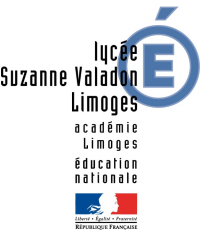 lycée
Suzanne Valadon
Limoges
É
académie
Limoges
éducation
nationale
Liberté • Égalité • Fraternité
RÉPUBLIQUE FRANÇAISE